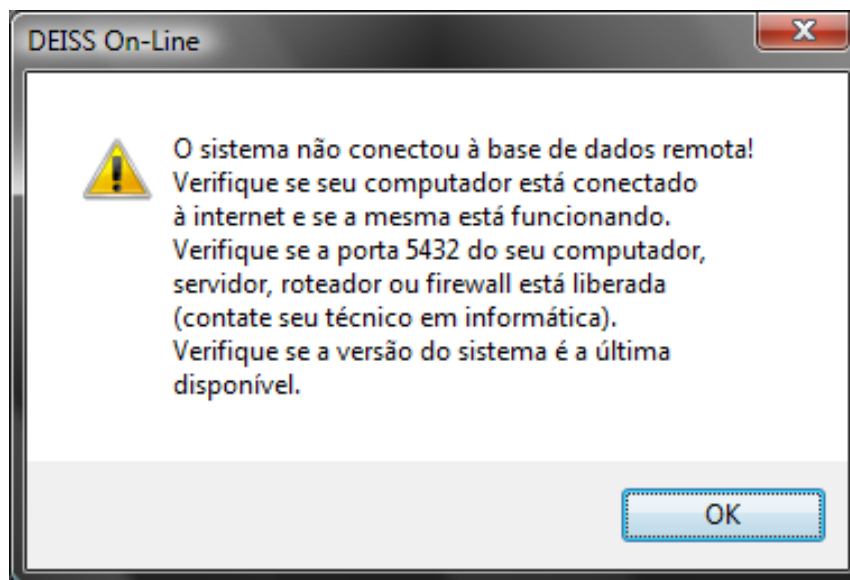 DEISS On-Line
O sistema não conectou à base de dados remota!
Verifique se seu computador está conectado
à internet e se a mesma está funcionando.
Verifique se a porta 5432 do seu computador,
servidor, roteador ou firewall está liberada
(contate seu técnico em informática).
Verifique se a versão do sistema é a última
disponível.
OK